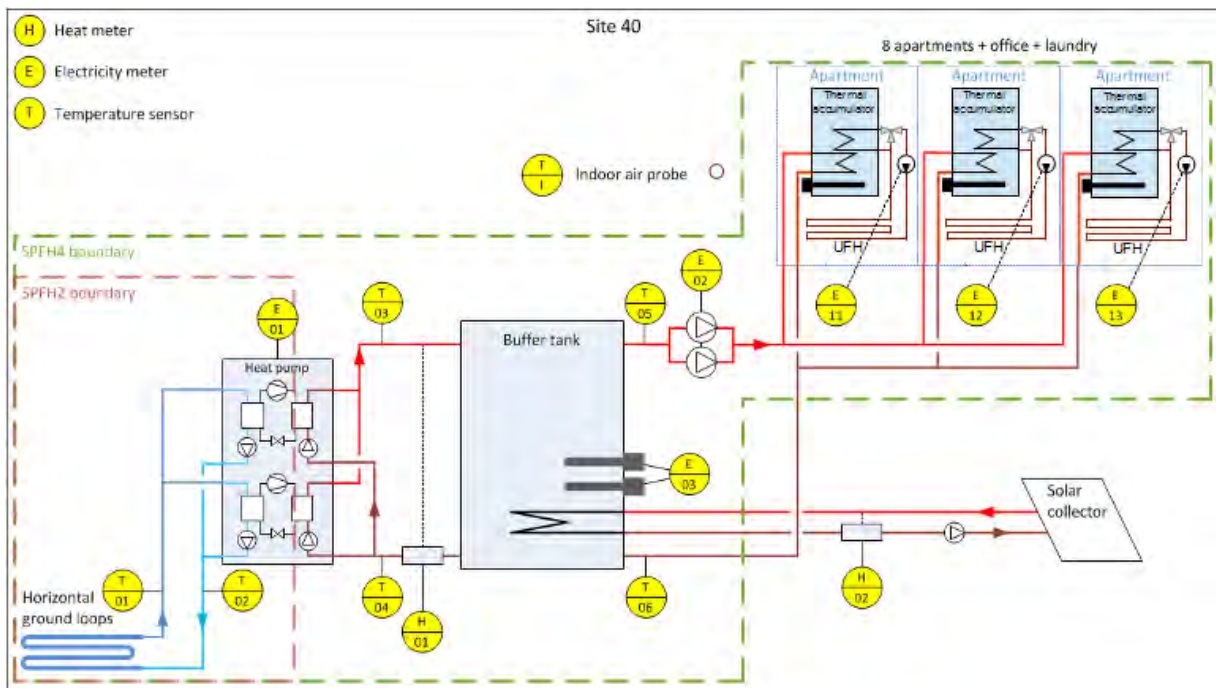 Site 40
H Heat meter
E Electricity meter
T Temperature sensor
8 apartments + office + laundry
Apartment
Apartment
Apartment
Thermal
accumulator
Thermal
accumulator
Thermal
accumulator
T
I
Indoor air probe
UFH
UFH
UFH
SPFH4 boundary
SPFH2 boundary
E
01
T
03
T
05
E
02
E
11
E
12
E
13
Buffer tank
Heat pump
E
03
Solar
collector
T
01
T
02
T
04
H
01
T
06
H
02
Horizontal
ground loops